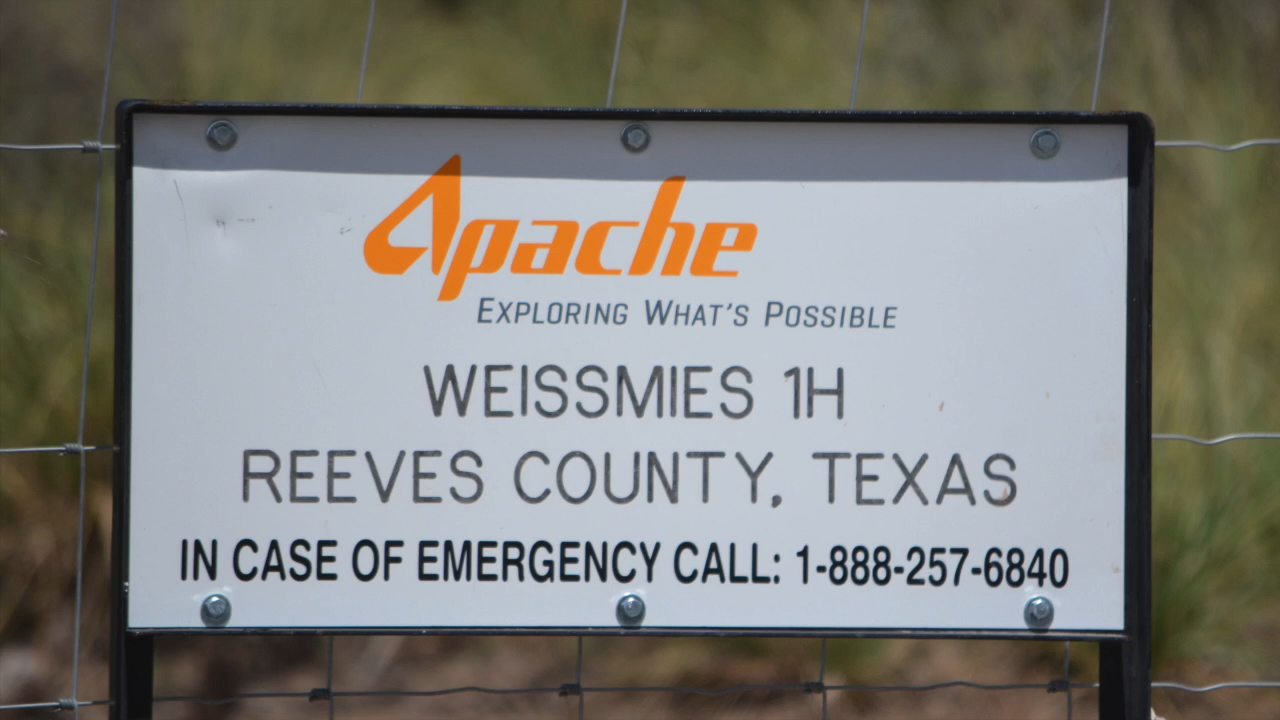 Apache
EXPLORING WHAT'S POSSIBLE
WEISSMIES 1H
REEVES COUNTY, TEXAS
IN CASE OF EMERGENCY CALL: 1-888-257-6840